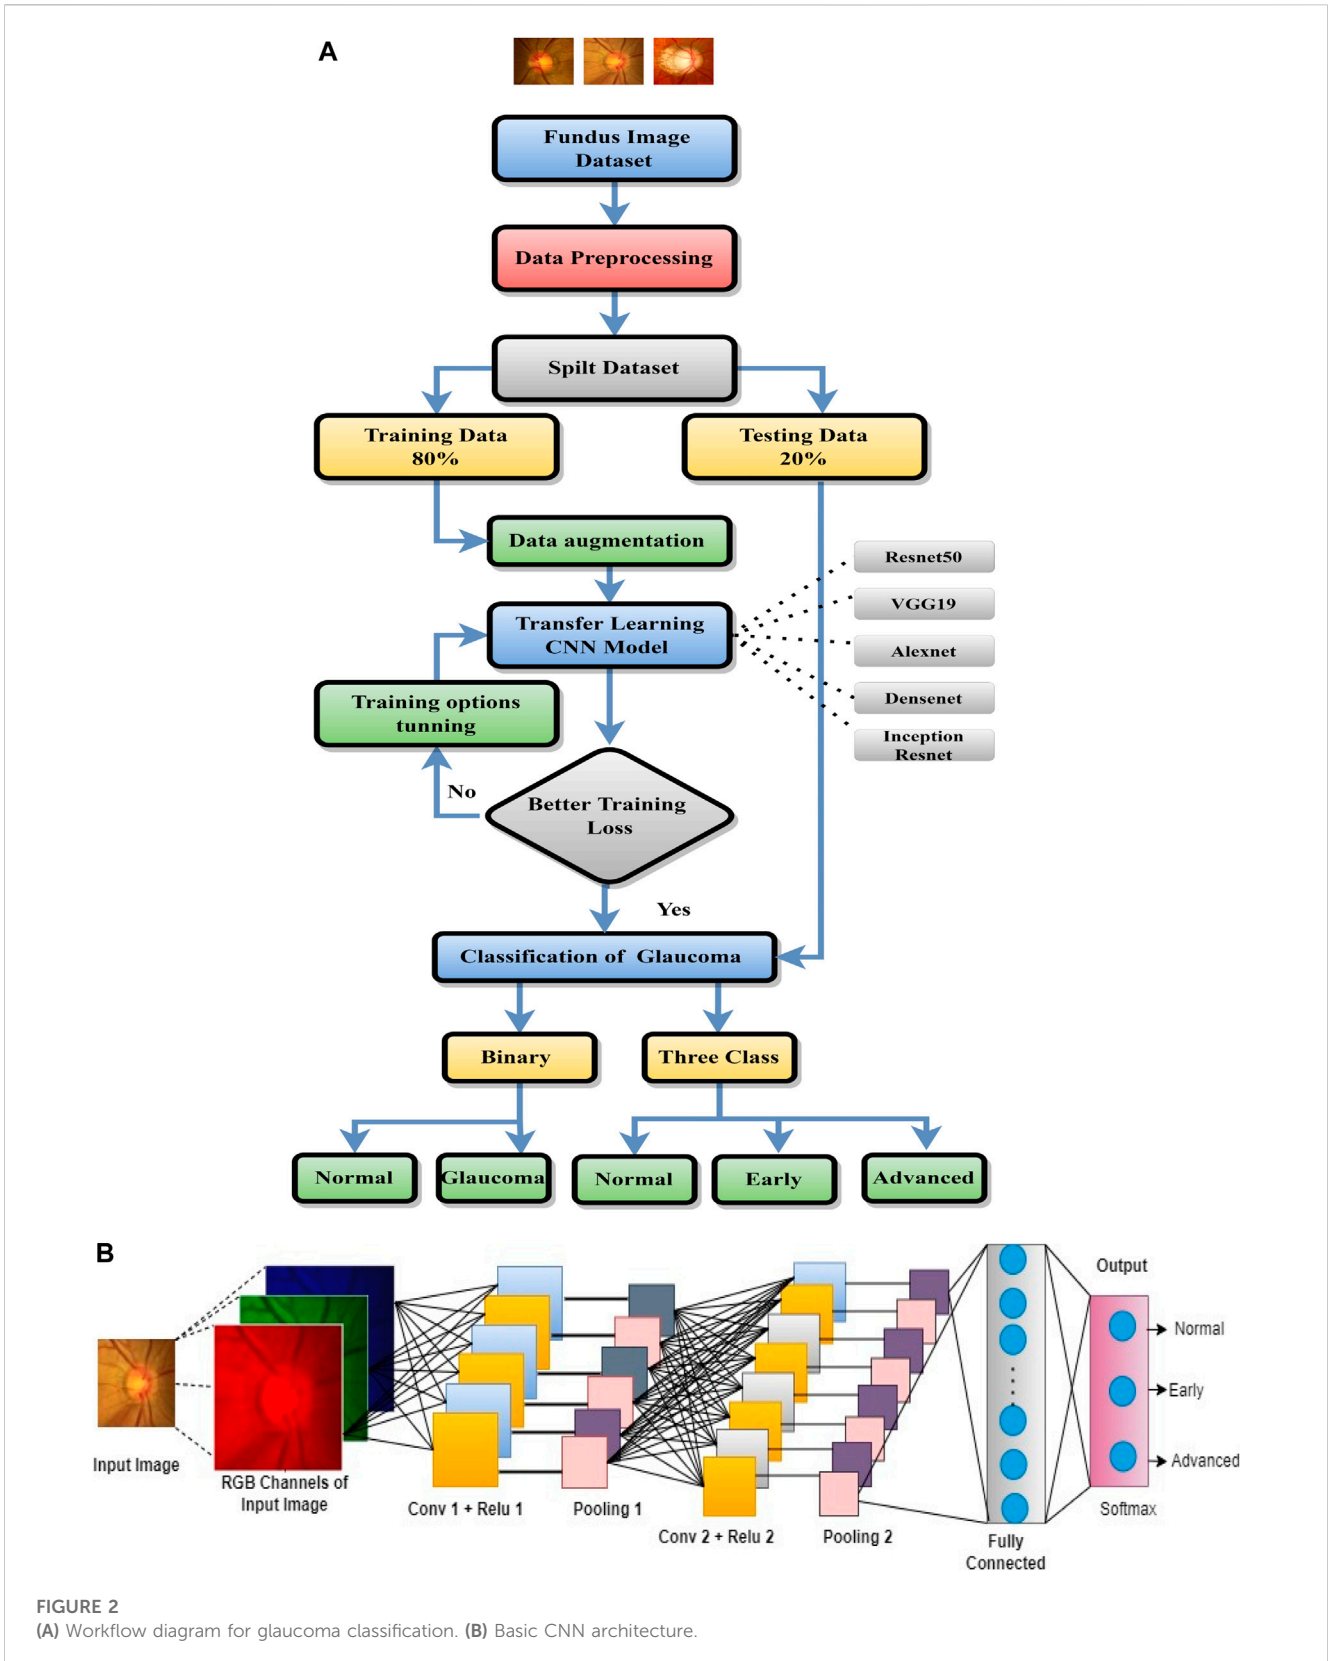 A
Fundus Image
Dataset
Data Preprocessing
Spilt Dataset
Training Data
80%
Testing Data
20%
Data augmentation
Transfer Learning
CNN Model
Resnet50
VGG19
Alexnet
Densenet
Inception
Resnet
Training options
tunning
No
Better Training
Loss
Yes
Classification of Glaucoma
Binary
Three Class
Normal
Glaucoma
Normal
Early
Advanced
B
Input Image
RGB Channels of
Input Image
Conv 1 + Relu 1
Pooling 1
Conv 2 + Relu 2
Pooling 2
Fully
Connected
Output
Normal
Early
Advanced
Softmax
FIGURE 2
(A) Workflow diagram for glaucoma classification. (B) Basic CNN architecture.